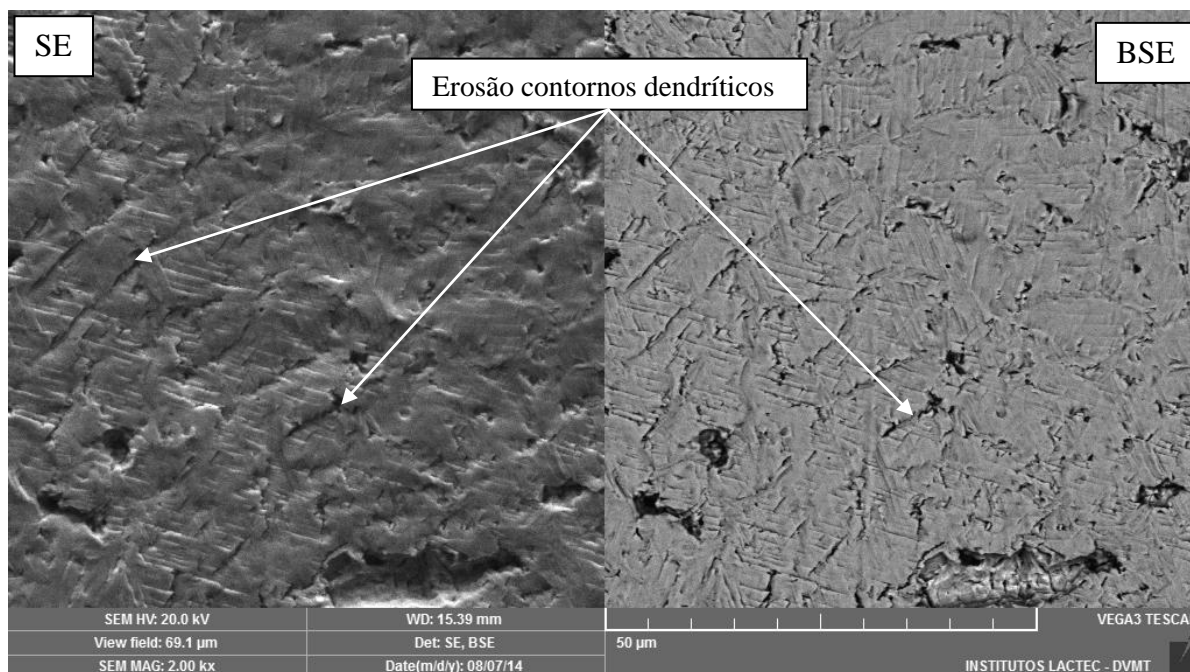 SE
BSE
Erosão contornos dendríticos
SEM HV: 20.0 kV
WD: 15.39 mm
VEGA3 TESCA
View field: 69.1 µm
Det: SE, BSE
50 µm
SEM MAG: 2.00 kx
Date(m/d/y): 08/07/14
INSTITUTOS LACTEC - DVMT